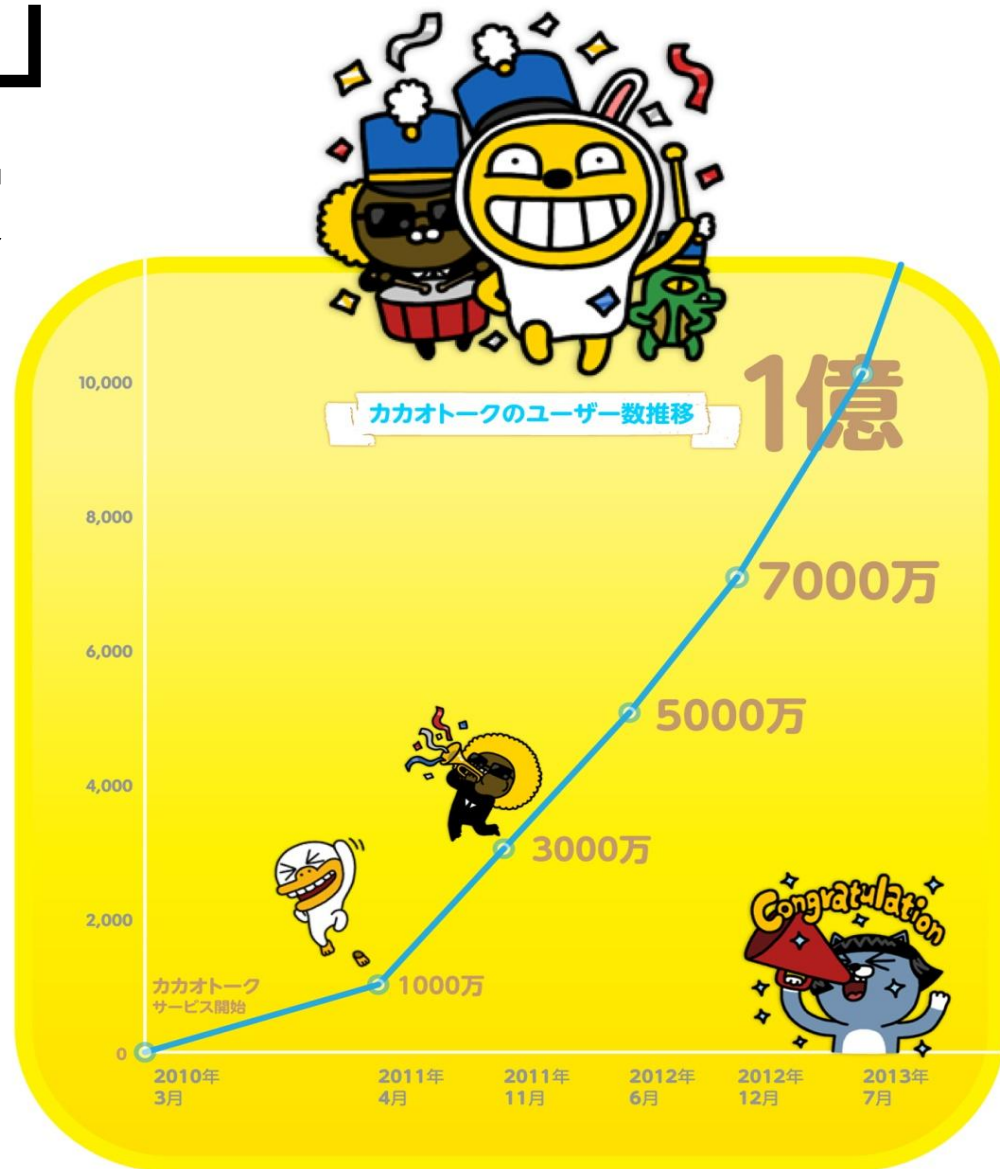 カカオトークのユーザー数推移
10,000
8,000
6,000
4,000
2,000
0
1億
7000万
5000万
3000万
1000万
カカオトーク
サービス開始
Congratulation
2010年
3月
2011年
4月
2011年
11月
2012年
6月
2012年
12月
2013年
7月